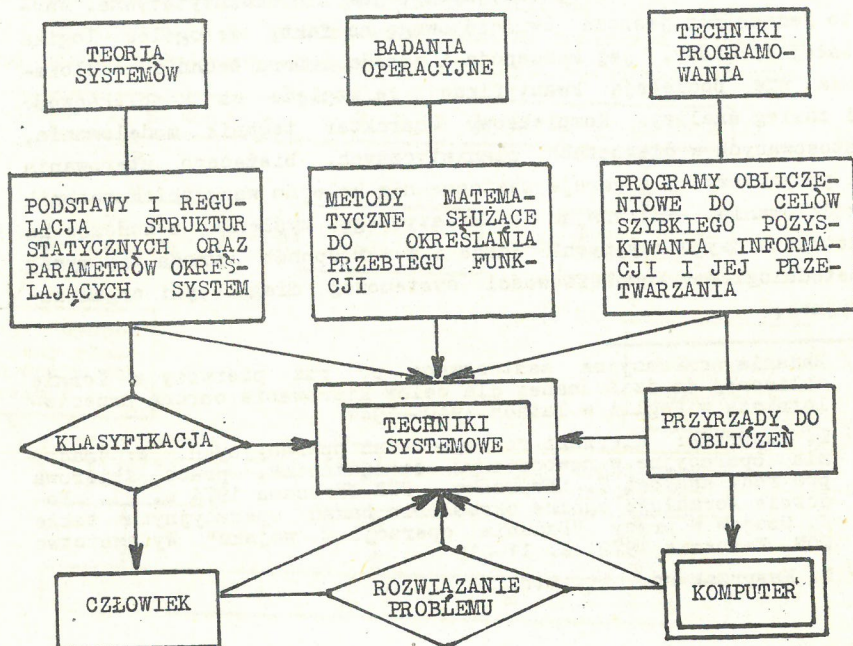 TEORIA
SYSTEMÓW
BADANIA
OPERACYJNE
TECHNIKI
PROGRAMO-
WANIA
PODSTAWY I REGU-
LACJA STRUKTUR
STATYCZNYCH ORAZ
PARAMETRÓW OKREŚ-
LAJĄCYCH SYSTEM
METODY MATEMA-
TYCZNE SŁUŻĄCE
DO OKREŚLANIA
PRZEBIEGU FUNK-
CJI
PROGRAMY OBLICZE-
NIOWE DO CELÓW
SZYBKIEGO POZYS-
KIWANIA INFORMA-
CJI I JEJ PRZE-
TWARZANIA
KLASYFIKACJA
TECHNIKI
SYSTEMOWE
PRZYRZĄDY DO
OBLICZEŃ
CZŁOWIEK
ROZWIĄZANIE
PROBLEMU
KOMPUTER